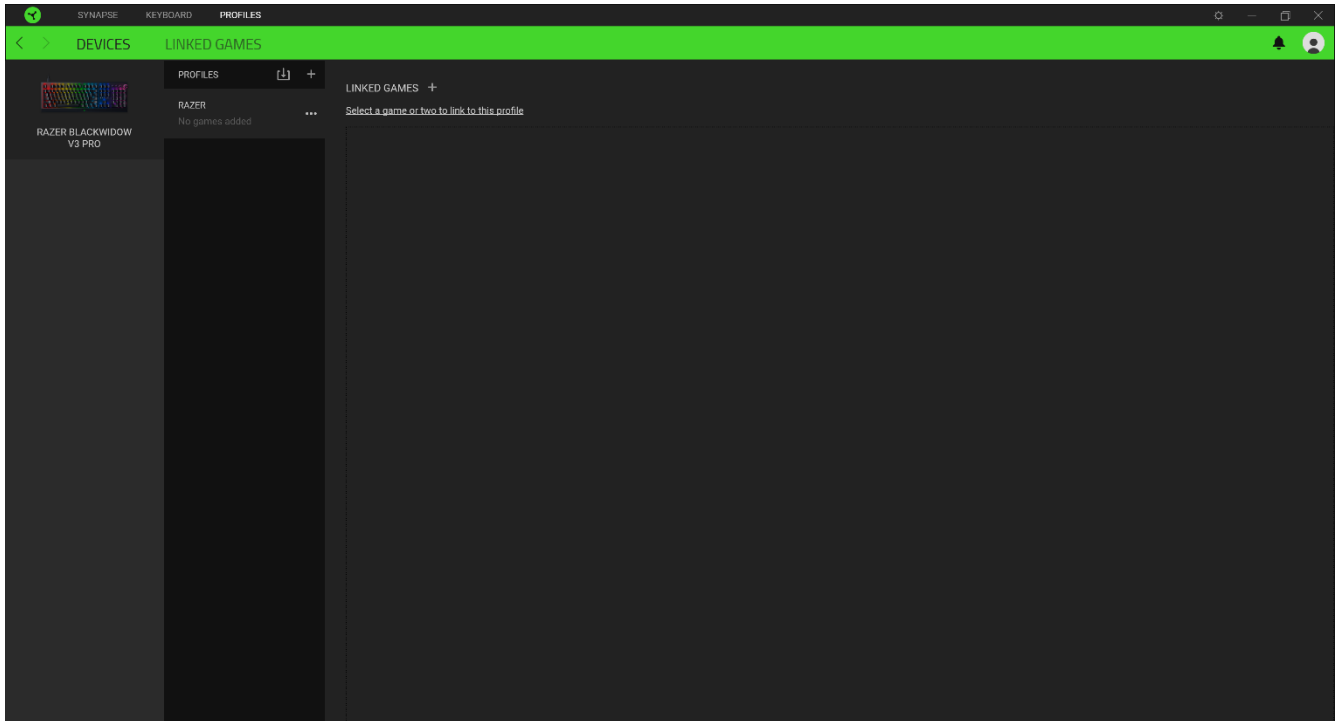 SYNAPSE KEYBOARD PROFILES
DEVICES LINKED GAMES
RAZER BLACKWIDOW
V3 PRO
PROFILES
RAZER
No games added
LINKED GAMES
Select a game or two to link to this profile